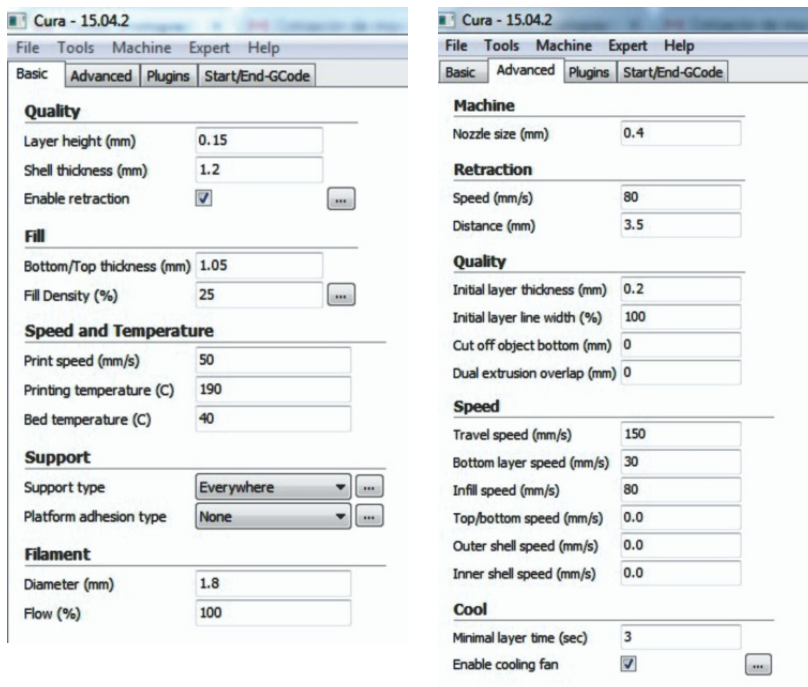 Cura - 15.04.2
File Tools Machine Expert Help
Basic Advanced Plugins Start/End-GCode
Quality
Layer height (mm) 0.15
Shell thickness (mm) 1.2
Enable retraction ...
Fill
Bottom/Top thickness (mm) 1.05
Fill Density (%) 25 ...
Speed and Temperature
Print speed (mm/s) 50
Printing temperature (C) 190
Bed temperature (C) 40
Support
Support type Everywhere ...
Platform adhesion type None ...
Filament
Diameter (mm) 1.8
Flow (%) 100
Cura - 15.04.2
File Tools Machine Expert Help
Basic Advanced Plugins Start/End-GCode
Machine
Nozzle size (mm) 0.4
Retraction
Speed (mm/s) 80
Distance (mm) 3.5
Quality
Initial layer thickness (mm) 0.2
Initial layer line width (%) 100
Cut off object bottom (mm) 0
Dual extrusion overlap (mm) 0
Speed
Travel speed (mm/s) 150
Bottom layer speed (mm/s) 30
Infill speed (mm/s) 80
Top/bottom speed (mm/s) 0.0
Outer shell speed (mm/s) 0.0
Inner shell speed (mm/s) 0.0
Cool
Minimal layer time (sec) 3
Enable cooling fan ...